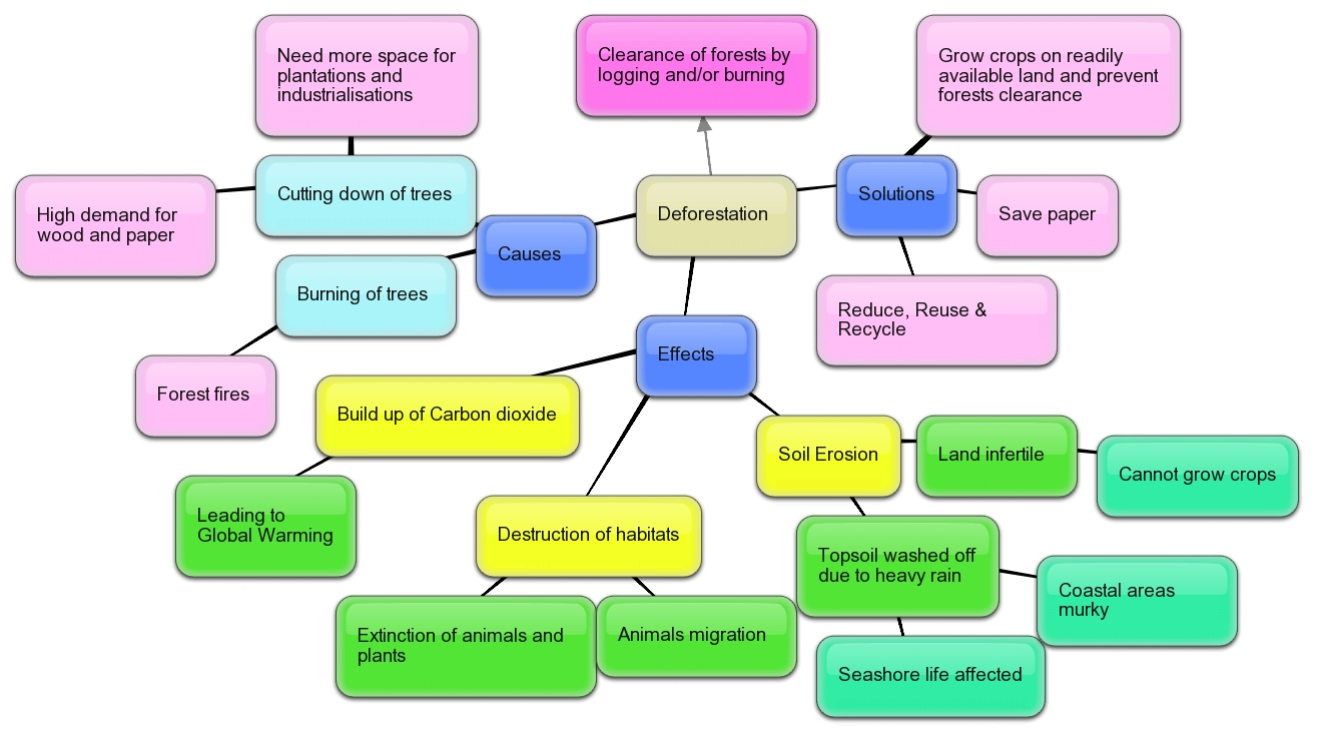 Need more space for
plantations and
industrialisations
Clearance of forests by
logging and/or burning
Grow crops on readily
available land and prevent
forests clearance
High demand for
wood and paper
Cutting down of trees
Causes
Deforestation
Solutions
Save paper
Burning of trees
Reduce, Reuse &
Recycle
Forest fires
Effects
Build up of Carbon dioxide
Soil Erosion
Land infertile
Cannot grow crops
Leading to
Global Warming
Destruction of habitats
Topsoil washed off
due to heavy rain
Coastal areas
murky
Extinction of animals and
plants
Animals migration
Seashore life affected